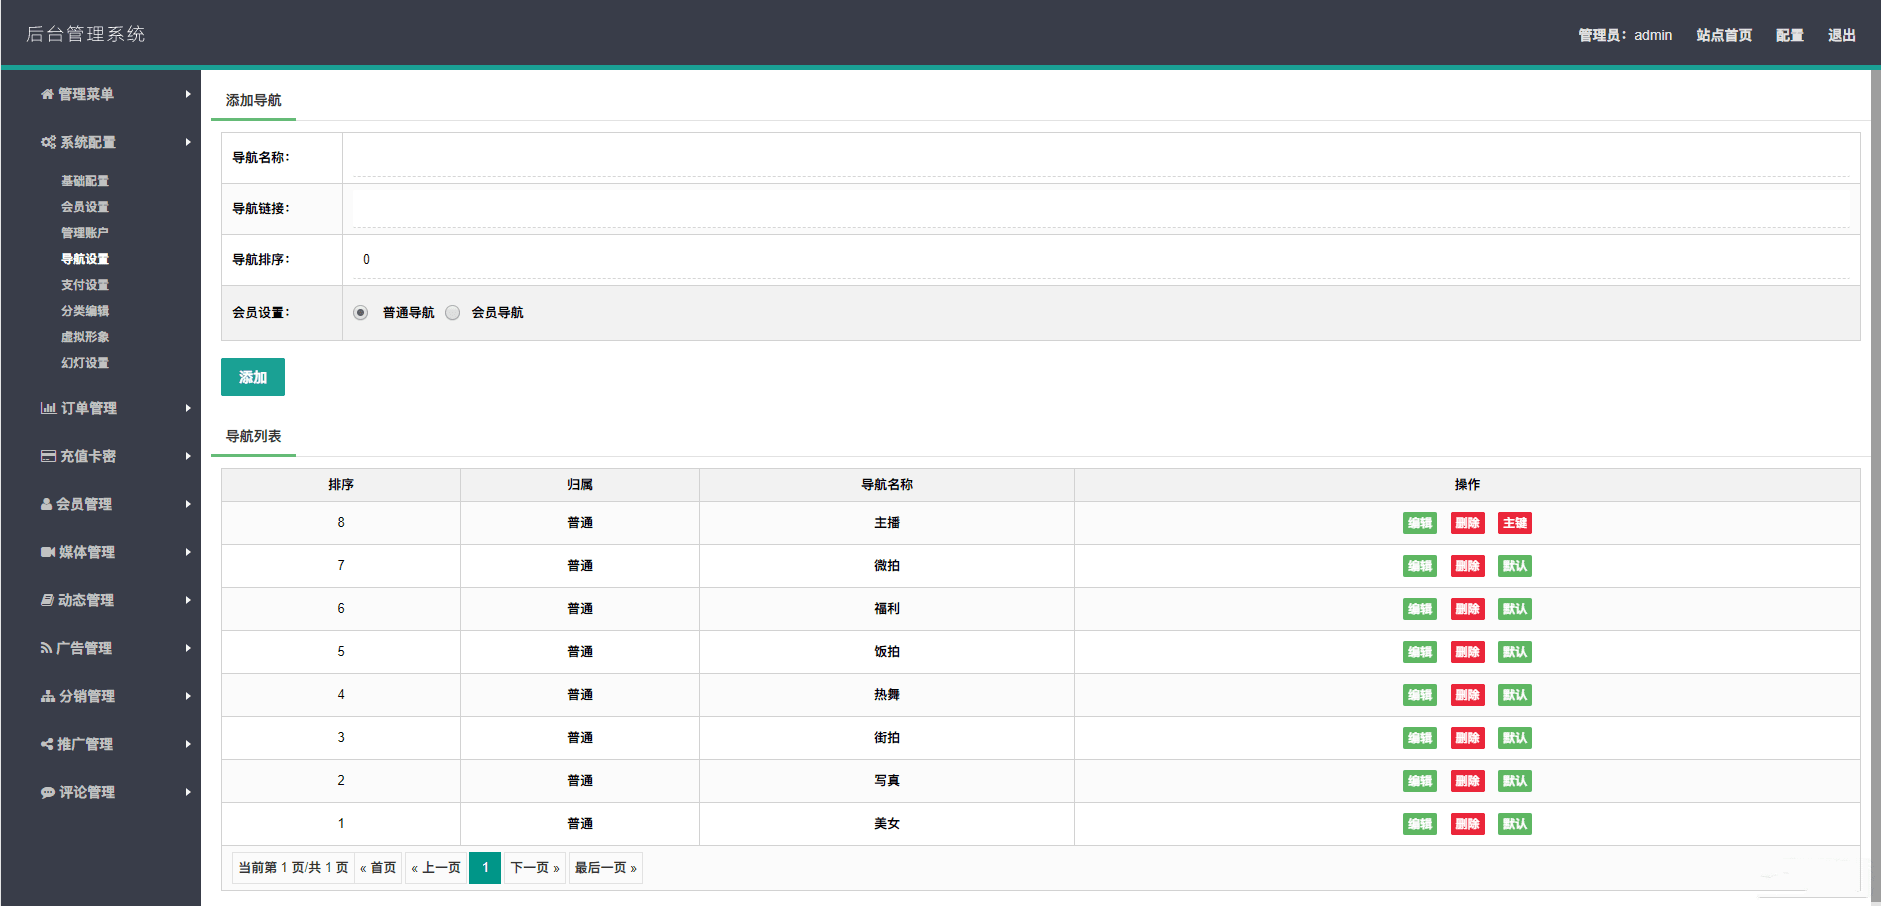 后台管理系统
管理员：admin 站点首页 配置 退出
管理菜单
系统配置
基础配置
会员设置
管理账户
导航设置
支付设置
分类编辑
虚拟形象
幻灯设置
订单管理
充值卡密
会员管理
媒体管理
动态管理
广告管理
分销管理
推广管理
评论管理
添加导航
导航名称：
导航链接：
导航排序： 0
会员设置： 普通导航 会员导航
添加
导航列表
排序 归属 导航名称 操作
8 普通 主播 编辑 删除 主键
7 普通 微拍 编辑 删除 默认
6 普通 福利 编辑 删除 默认
5 普通 饭拍 编辑 删除 默认
4 普通 热舞 编辑 删除 默认
3 普通 街拍 编辑 删除 默认
2 普通 写真 编辑 删除 默认
1 普通 美女 编辑 删除 默认
当前第 1 页/共 1 页 « 首页 « 上一页 1 下一页 » 最后一页 »